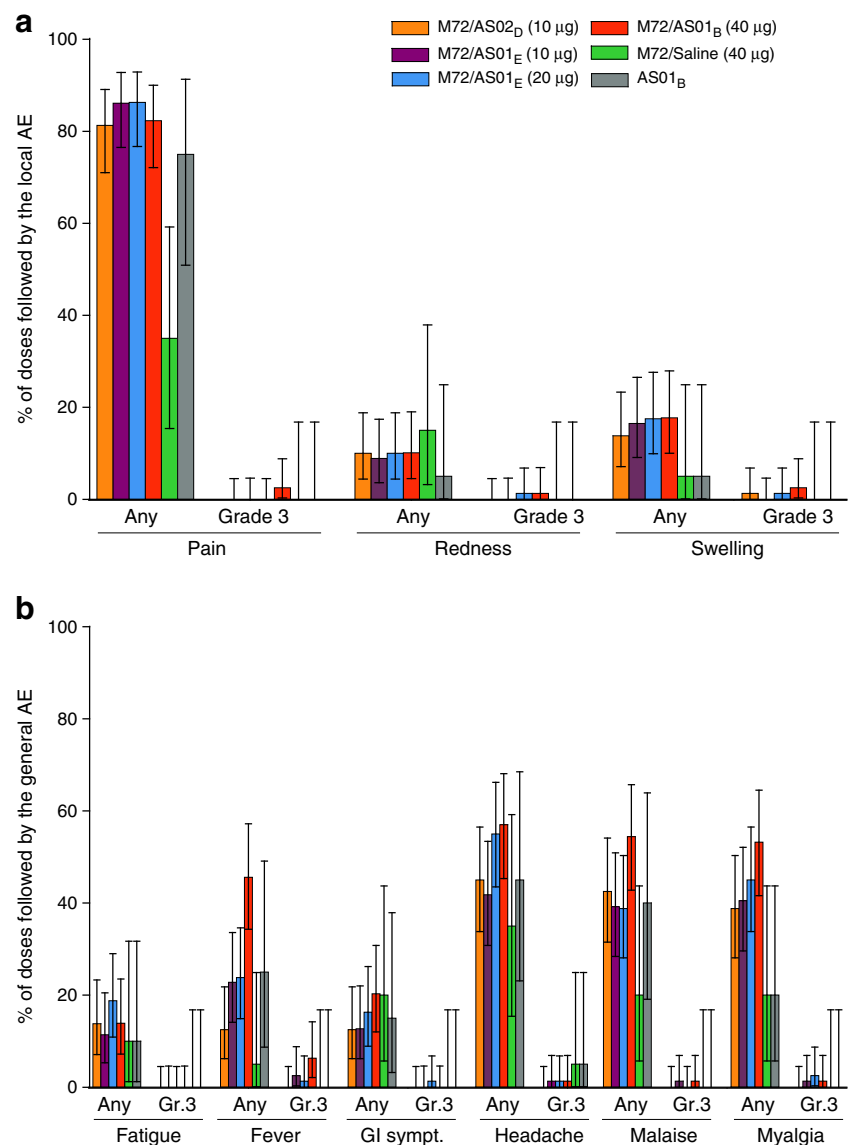 a
M72/AS02D (10 μg)
M72/AS01E (10 μg)
M72/AS01E (20 μg)
M72/AS01B (40 μg)
M72/Saline (40 μg)
AS01B
% of doses followed by the local AE
100
80
60
40
20
0
Any Grade 3 Any Grade 3 Any Grade 3
Pain Redness Swelling
b
% of doses followed by the general AE
100
80
60
40
20
0
Any Gr.3 Any Gr.3 Any Gr.3 Any Gr.3 Any Gr.3 Any Gr.3
Fatigue Fever GI sympt. Headache Malaise Myalgia